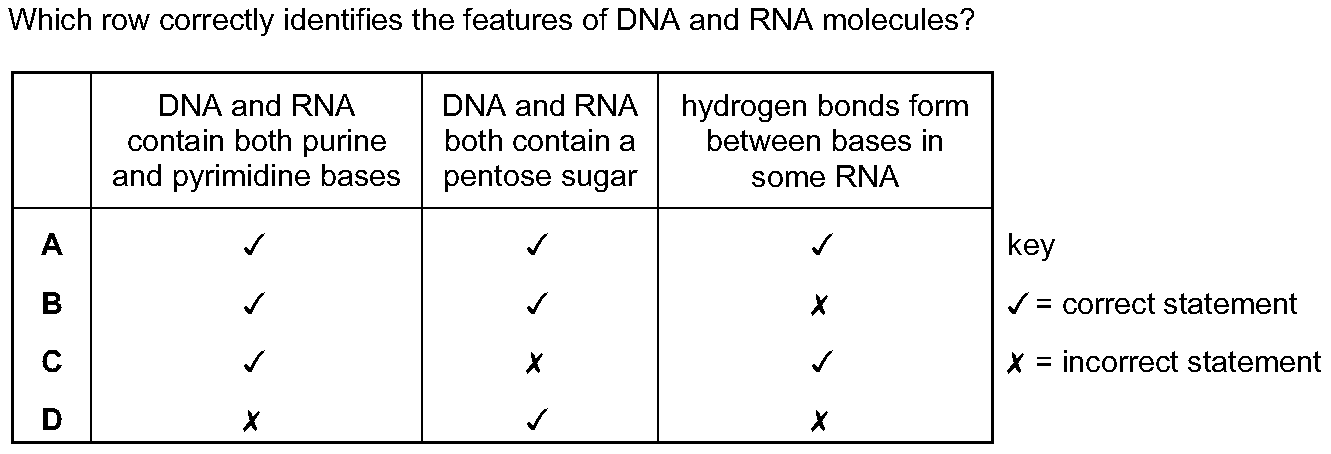 Which row correctly identifies the features of DNA and RNA molecules?
DNA and RNA contain both purine and pyrimidine bases
DNA and RNA both contain a pentose sugar
hydrogen bonds form between bases in some RNA
A ✓ ✓ ✓
B ✓ ✓ ✗
C ✓ ✗ ✓
D ✗ ✓ ✗
key
✓ = correct statement
✗ = incorrect statement